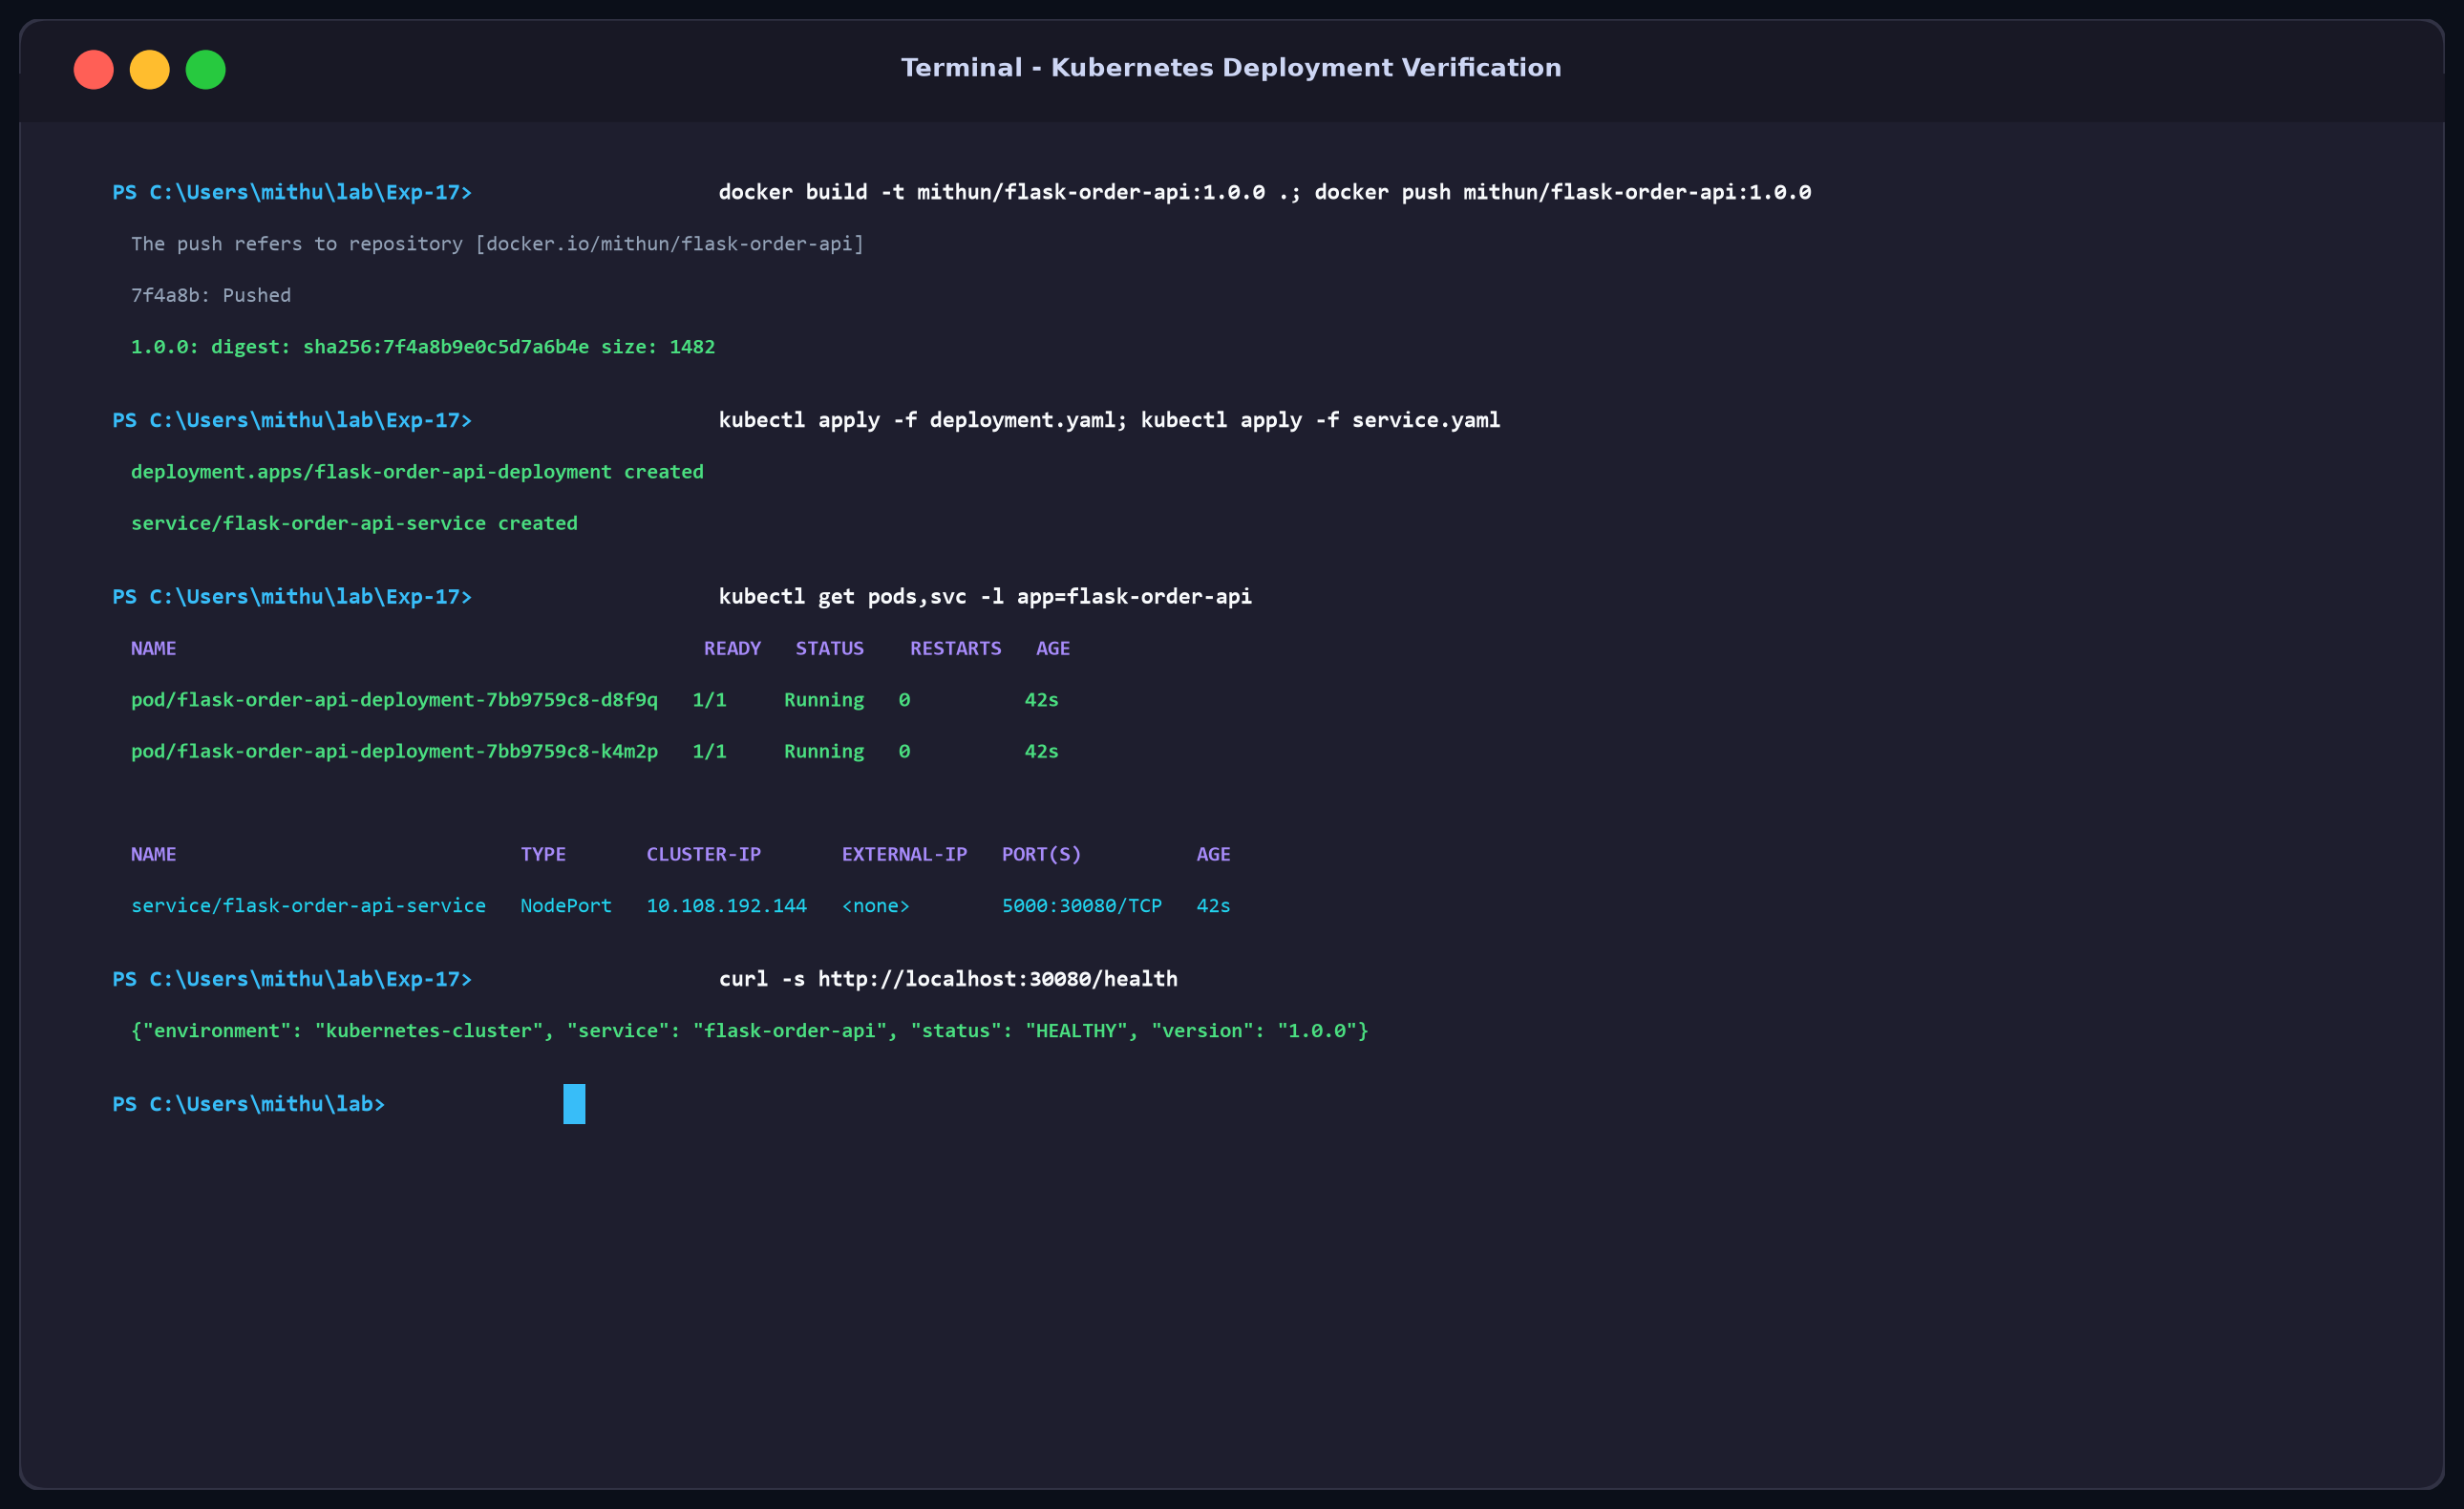 Terminal - Kubernetes Deployment Verification
PS C:\Users\mithu\lab\Exp-17> docker build -t mithun/flask-order-api:1.0.0 .; docker push mithun/flask-order-api:1.0.0
The push refers to repository [docker.io/mithun/flask-order-api]
7f4a8b: Pushed
1.0.0: digest: sha256:7f4a8b9e0c5d7a6b4e size: 1482
PS C:\Users\mithu\lab\Exp-17> kubectl apply -f deployment.yaml; kubectl apply -f service.yaml
deployment.apps/flask-order-api-deployment created
service/flask-order-api-service created
PS C:\Users\mithu\lab\Exp-17> kubectl get pods,svc -l app=flask-order-api
NAME READY STATUS RESTARTS AGE
pod/flask-order-api-deployment-7bb9759c8-d8f9q 1/1 Running 0 42s
pod/flask-order-api-deployment-7bb9759c8-k4m2p 1/1 Running 0 42s
NAME TYPE CLUSTER-IP EXTERNAL-IP PORT(S) AGE
service/flask-order-api-service NodePort 10.108.192.144 <none> 5000:30080/TCP 42s
PS C:\Users\mithu\lab\Exp-17> curl -s http://localhost:30080/health
{"environment": "kubernetes-cluster", "service": "flask-order-api", "status": "HEALTHY", "version": "1.0.0"}
PS C:\Users\mithu\lab>